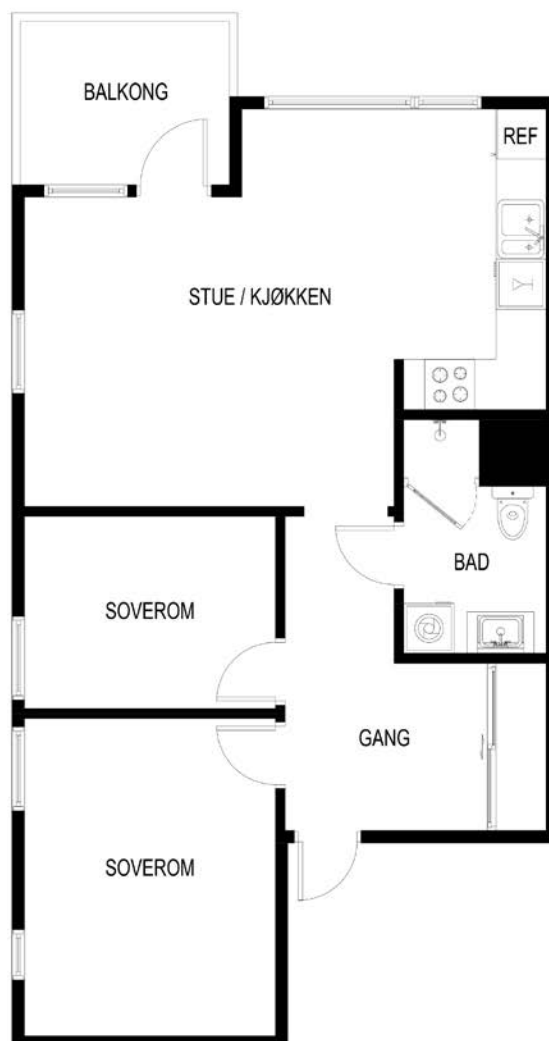 BALKONG
REF
STUE / KJØKKEN
BAD
SOVEROM
GANG
SOVEROM